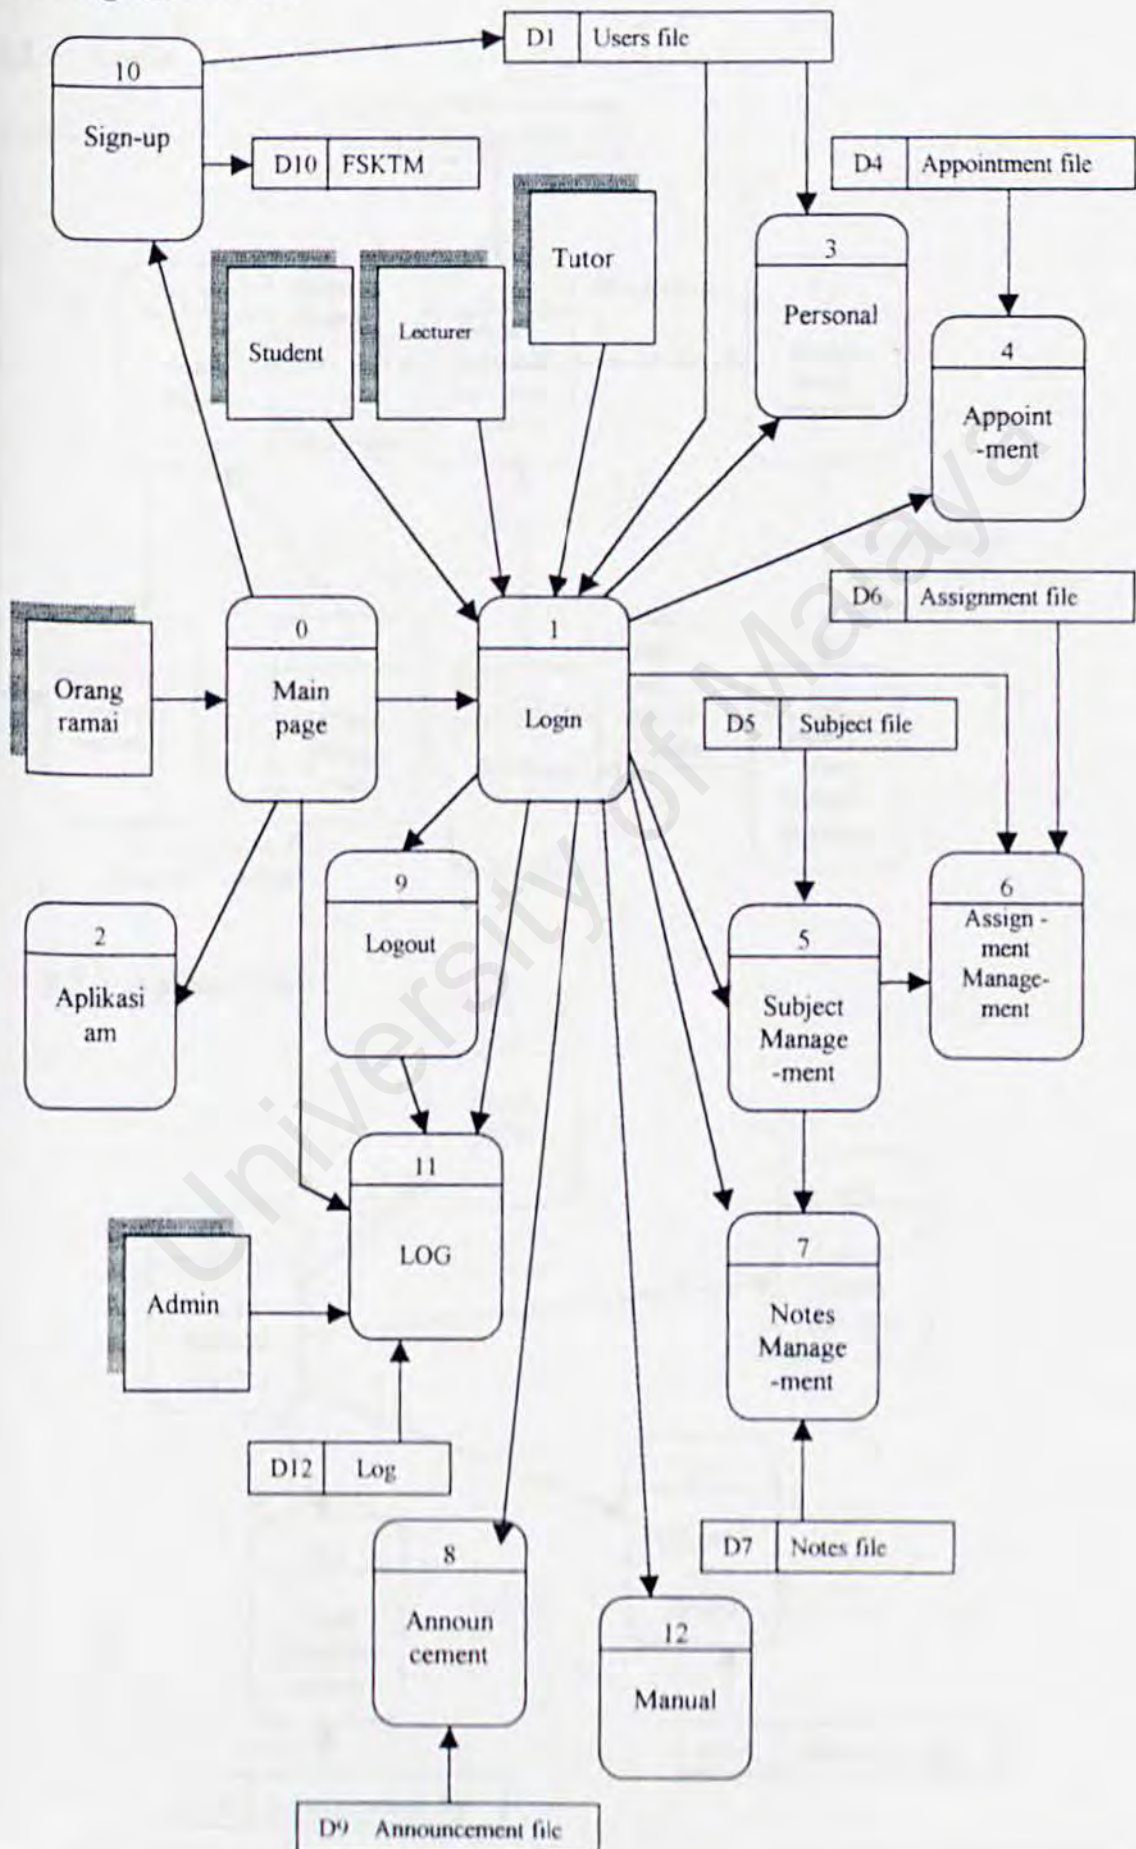 D1 Users file
10
Sign-up
D10 FSKTM
D4 Appointment file
Tutor
3
Personal
Student
Lecturer
4
Appoint
-ment
D6 Assignment file
0
Main
page
1
Login
Orang
ramai
D5 Subject file
9
Logout
6
Assign -
ment
Manage-
ment
2
Aplikasi
am
5
Subject
Manage
-ment
11
LOG
7
Notes
Manage
-ment
Admin
D12 Log
D7 Notes file
8
Announ
cement
12
Manual
D9 Announcement file
University of Malaya